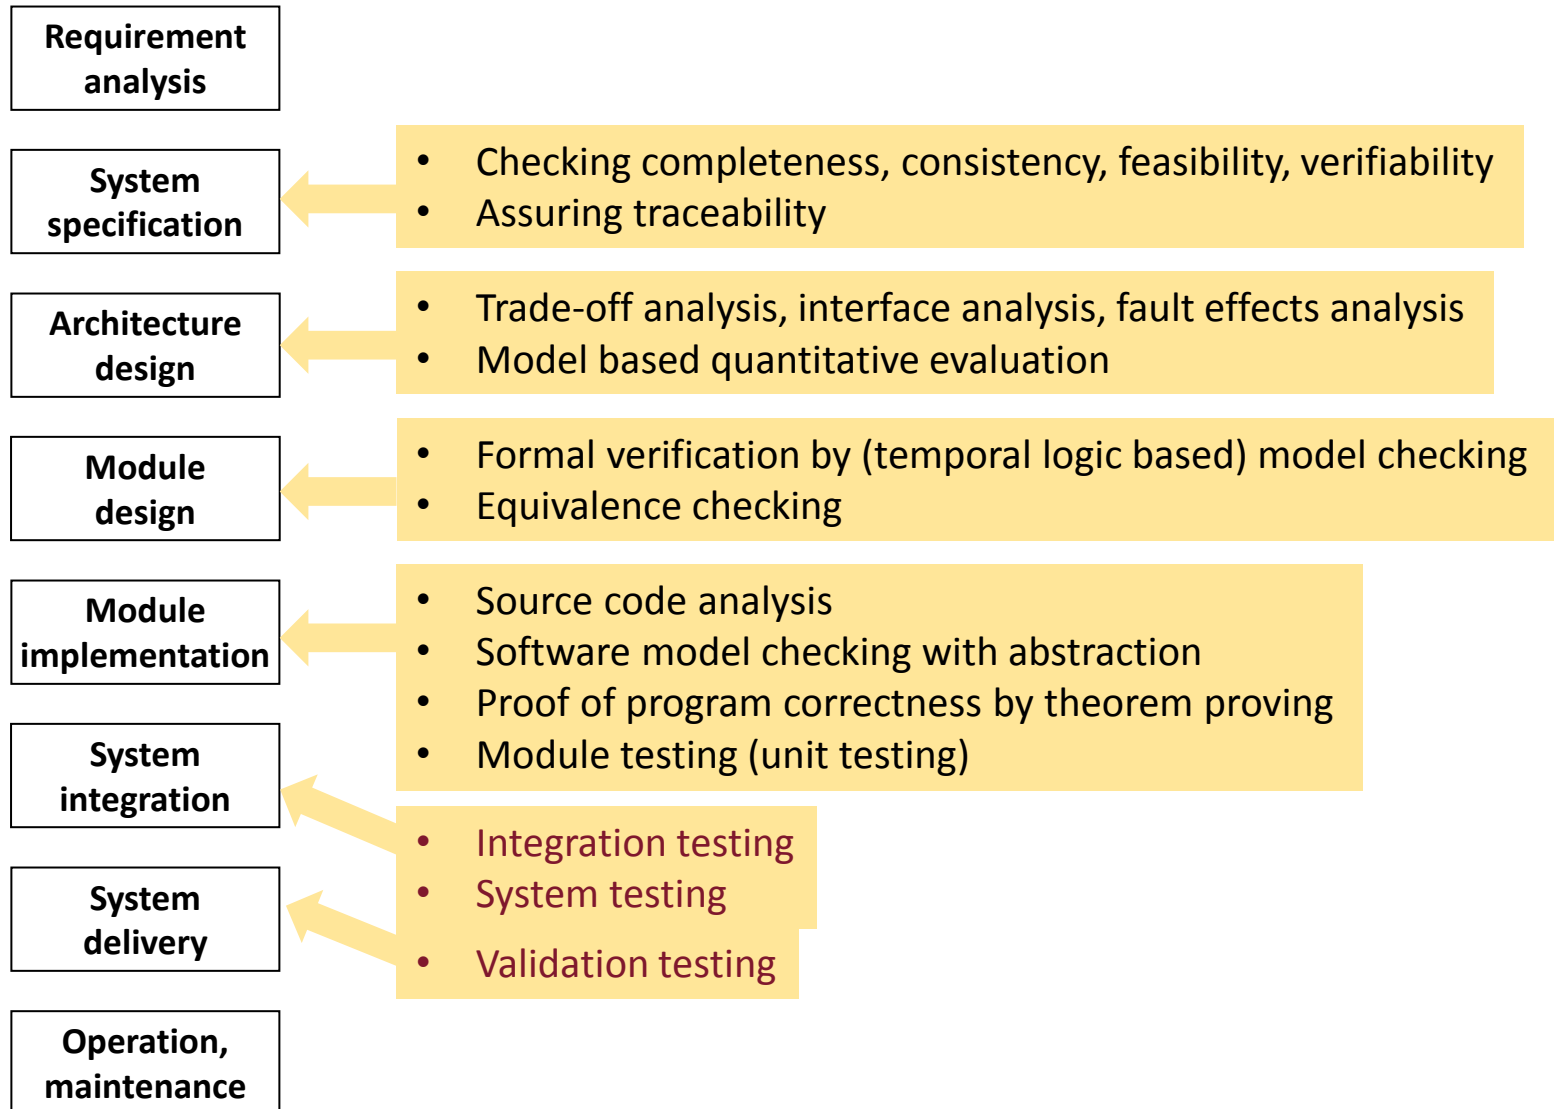 Requirement
analysis
System
specification
• Checking completeness, consistency, feasibility, verifiability
• Assuring traceability
Architecture
design
• Trade-off analysis, interface analysis, fault effects analysis
• Model based quantitative evaluation
Module
design
• Formal verification by (temporal logic based) model checking
• Equivalence checking
Module
implementation
• Source code analysis
• Software model checking with abstraction
• Proof of program correctness by theorem proving
• Module testing (unit testing)
System
integration
• Integration testing
• System testing
System
delivery
• Validation testing
Operation,
maintenance